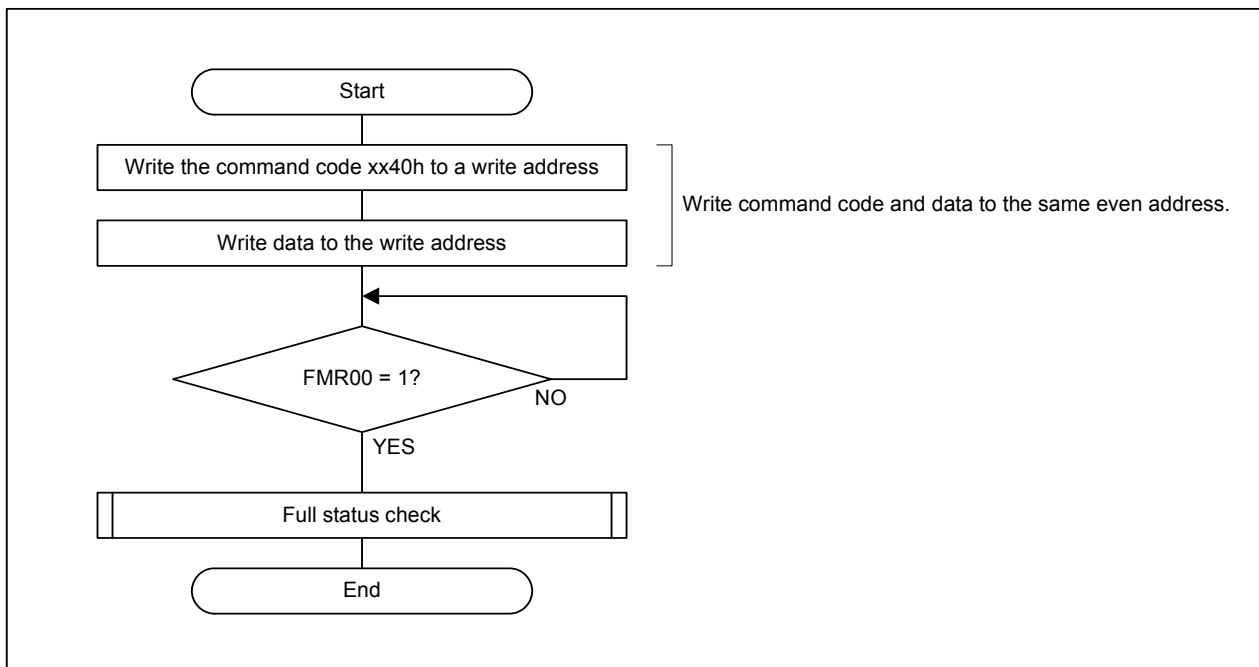 Start
Write the command code xx40h to a write address
Write data to the write address
Write command code and data to the same even address.
FMR00 = 1?
NO
YES
Full status check
End